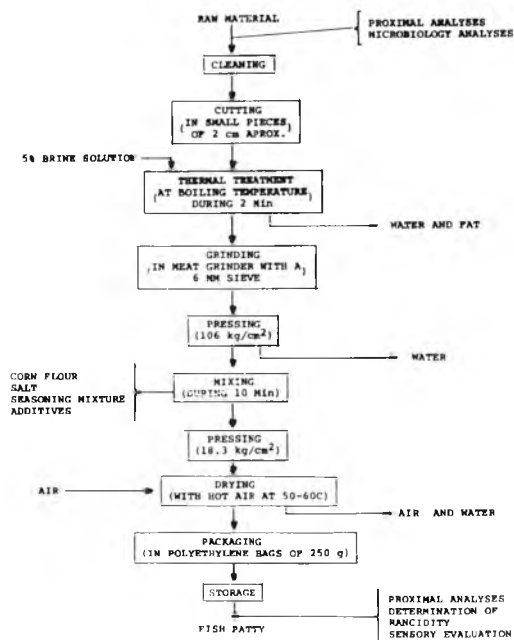 RAW MATERIAL
PROXIMAL ANALYSES
MICROBIOLOGY ANALYSES
CLEANING
CUTTING
(IN SMALL PIECES
OF 2 cm APROX.)
5% BRINE SOLUTION
THERMAL TREATMENT
(AT BOILING TEMPERATURE)
DURING 2 Min
WATER AND FAT
GRINDING
(IN MEAT GRINDER WITH A)
6 MM SIEVE
PRESSING
(106 kg/cm²)
WATER
CORN FLOUR
SALT
SEASONING MIXTURE
ADDITIVES
MIXING
(DURING 10 Min)
PRESSING
(18.3 kg/cm²)
AIR
DRYING
(WITH HOT AIR AT 50-60C)
AIR AND WATER
PACKAGING
(IN POLYETHYLENE BAGS OF 250 g)
STORAGE
PROXIMAL ANALYSES
DETERMINATION OF
RANCIDITY
SENSORY EVALUATION
FISH PATTY